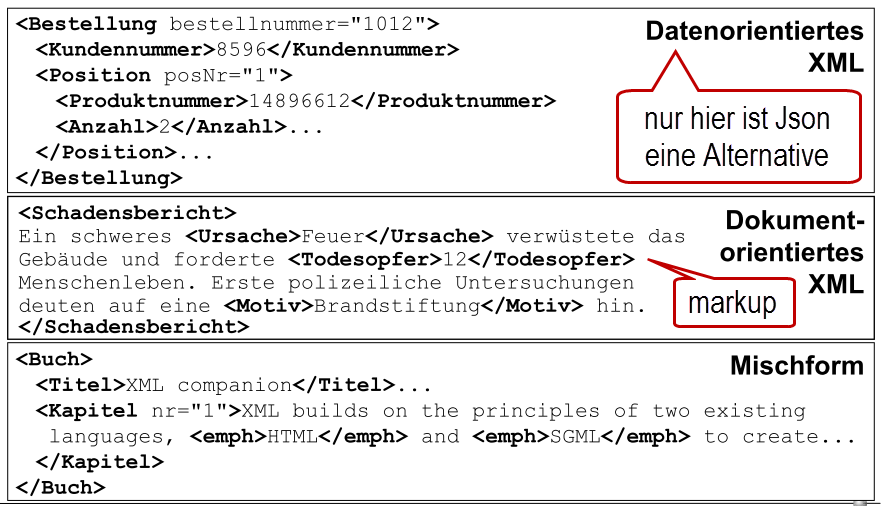 <Bestellung bestellnummer="1012">
<Kundennummer>8596</Kundennummer>
<Position posNr="1">
<Produktnummer>14896612</Produktnummer>
<Anzahl>2</Anzahl>...
</Position>...
</Bestellung>
Datenorientiertes
XML
nur hier ist Json
eine Alternative
<Schadensbericht>
Ein schweres <Ursache>Feuer</Ursache> verwüstete das
Gebäude und forderte <Todesopfer>12</Todesopfer>
Menschenleben. Erste polizeiliche Untersuchungen
deuten auf eine <Motiv>Brandstiftung</Motiv> hin.
</Schadensbericht>
Dokument-
orientiertes
XML
markup
<Buch>
<Titel>XML companion</Titel>...
<Kapitel nr="1">XML builds on the principles of two existing
languages, <emph>HTML</emph> and <emph>SGML</emph> to create...
</Kapitel>
</Buch>
Mischform